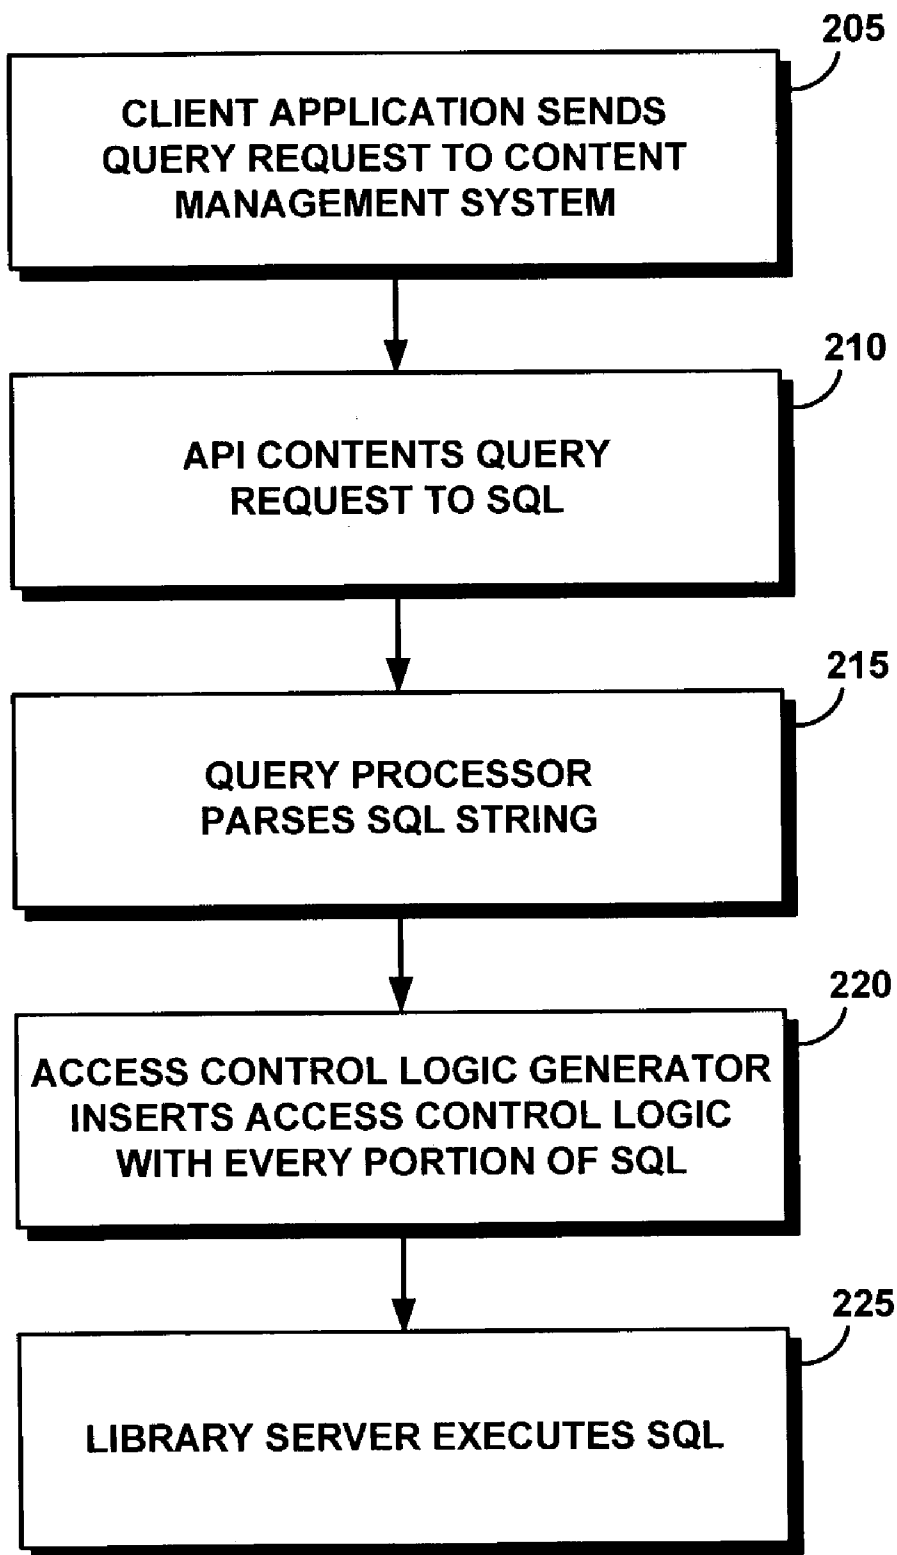 205
CLIENT APPLICATION SENDS
QUERY REQUEST TO CONTENT
MANAGEMENT SYSTEM
210
API CONTENTS QUERY
REQUEST TO SQL
215
QUERY PROCESSOR
PARSES SQL STRING
220
ACCESS CONTROL LOGIC GENERATOR
INSERTS ACCESS CONTROL LOGIC
WITH EVERY PORTION OF SQL
225
LIBRARY SERVER EXECUTES SQL